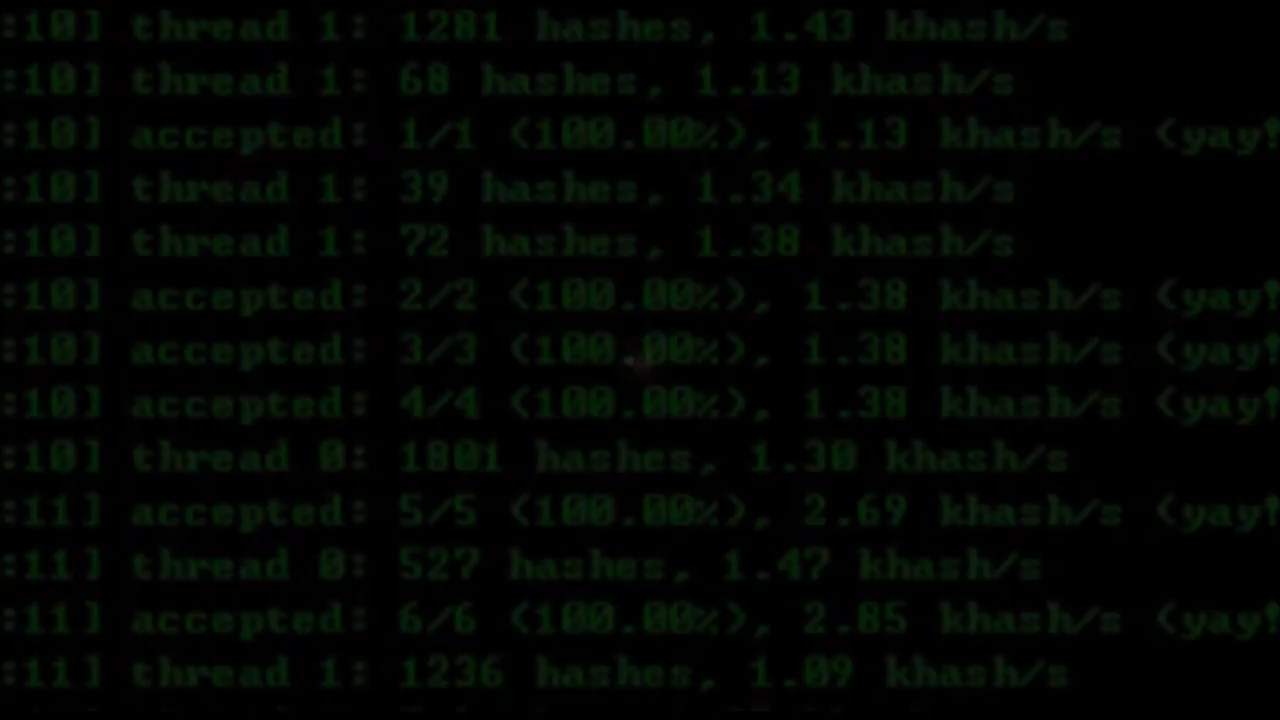 :10] thread 1: 1281 hashes, 1.43 khash/s
:10] thread 1: 68 hashes, 1.13 khash/s
:10] accepted: 1/1 (100.00%), 1.13 khash/s (yay!
:10] thread 1: 39 hashes, 1.34 khash/s
:10] thread 1: 72 hashes, 1.38 khash/s
:10] accepted: 2/2 (100.00%), 1.38 khash/s (yay!
:10] accepted: 3/3 (100.00%), 1.38 khash/s (yay!
:10] accepted: 4/4 (100.00%), 1.38 khash/s (yay!
:10] thread 0: 1801 hashes, 1.30 khash/s
:11] accepted: 5/5 (100.00%), 2.69 khash/s (yay!
:11] thread 0: 527 hashes, 1.47 khash/s
:11] accepted: 6/6 (100.00%), 2.85 khash/s (yay!
:11] thread 1: 1236 hashes, 1.09 khash/s